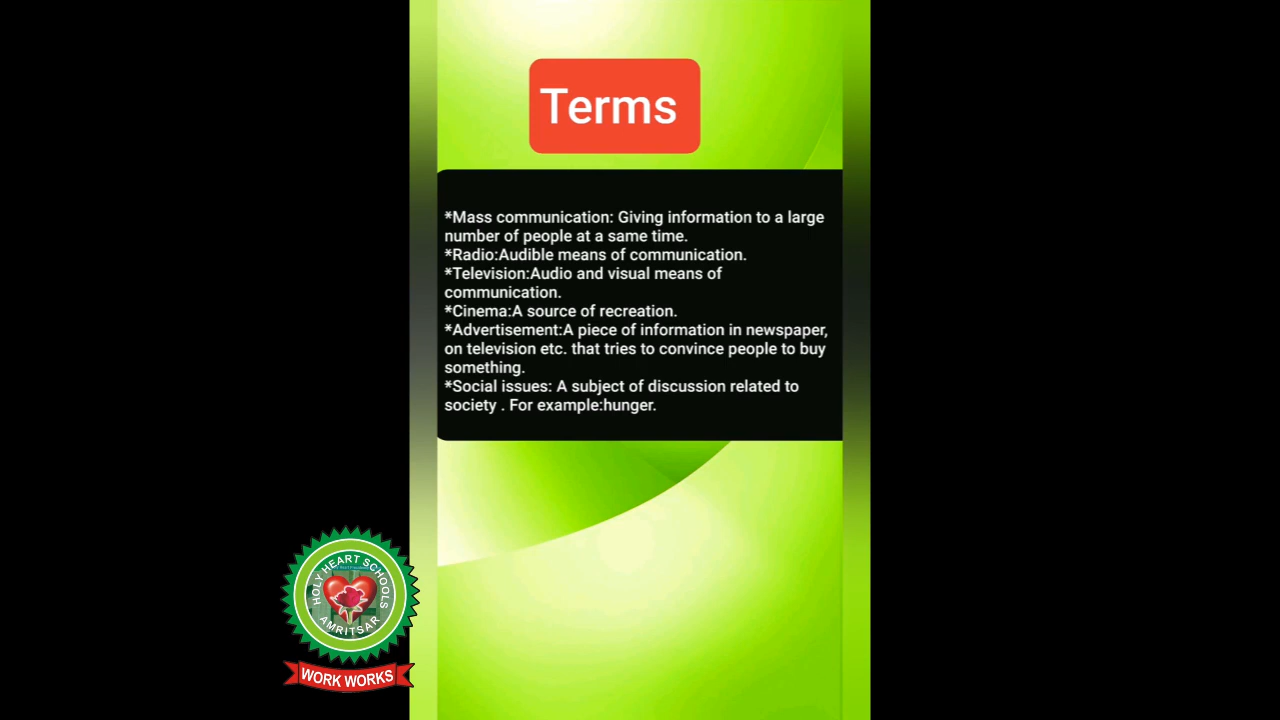 Terms
*Mass communication: Giving information to a large
number of people at a same time.
*Radio:Audible means of communication.
*Television:Audio and visual means of
communication.
*Cinema:A source of recreation.
*Advertisement:A piece of information in newspaper,
on television etc. that tries to convince people to buy
something.
*Social issues: A subject of discussion related to
society . For example:hunger.
HOLY HEART SCHOOLS
AMRITSAR
WORK WORKS